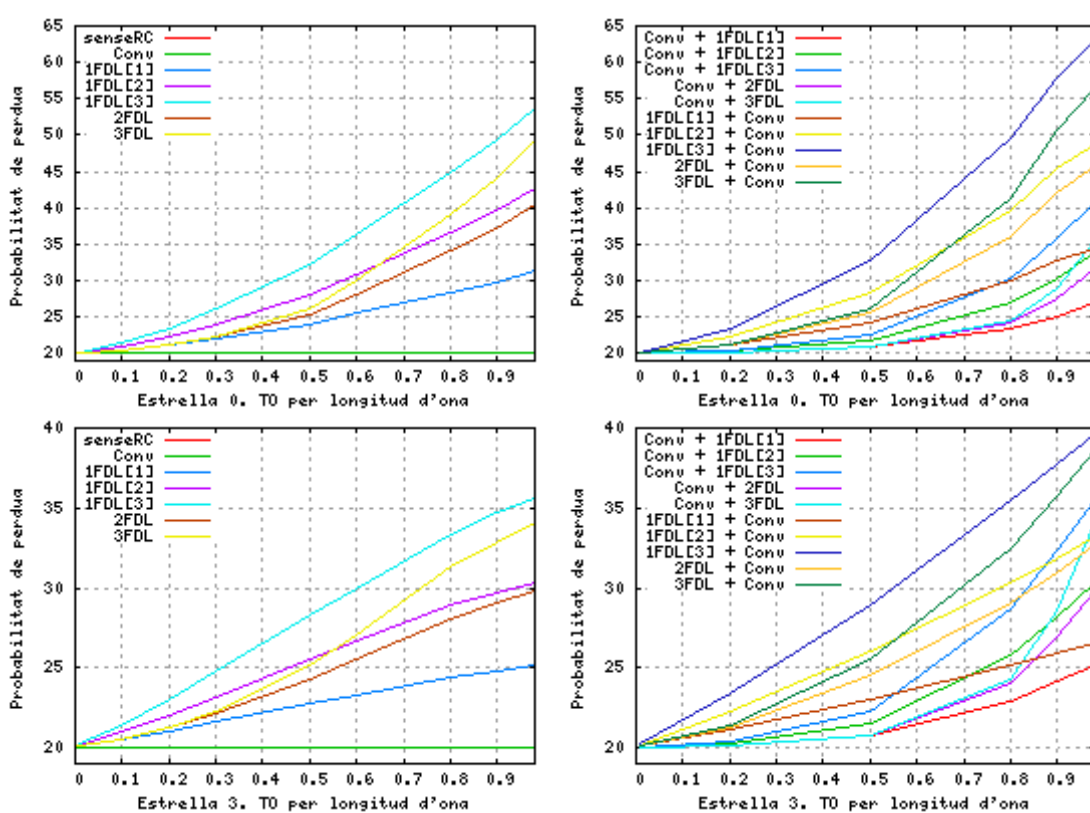 65
60
55
50
45
40
35
30
25
20
Probabilitat de perdua
senseRC
Conv
1FDL[1]
1FDL[2]
1FDL[3]
2FDL
3FDL
0 0.1 0.2 0.3 0.4 0.5 0.6 0.7 0.8 0.9
Estrella 0. TO per longitud d'ona
65
60
55
50
45
40
35
30
25
20
Probabilitat de perdua
Conv + 1FDL[1]
Conv + 1FDL[2]
Conv + 1FDL[3]
Conv + 2FDL
Conv + 3FDL
1FDL[1] + Conv
1FDL[2] + Conv
1FDL[3] + Conv
2FDL + Conv
3FDL + Conv
0 0.1 0.2 0.3 0.4 0.5 0.6 0.7 0.8 0.9
Estrella 0. TO per longitud d'ona
40
35
30
25
20
Probabilitat de perdua
senseRC
Conv
1FDL[1]
1FDL[2]
1FDL[3]
2FDL
3FDL
0 0.1 0.2 0.3 0.4 0.5 0.6 0.7 0.8 0.9
Estrella 3. TO per longitud d'ona
40
35
30
25
20
Probabilitat de perdua
Conv + 1FDL[1]
Conv + 1FDL[2]
Conv + 1FDL[3]
Conv + 2FDL
Conv + 3FDL
1FDL[1] + Conv
1FDL[2] + Conv
1FDL[3] + Conv
2FDL + Conv
3FDL + Conv
0 0.1 0.2 0.3 0.4 0.5 0.6 0.7 0.8 0.9
Estrella 3. TO per longitud d'ona